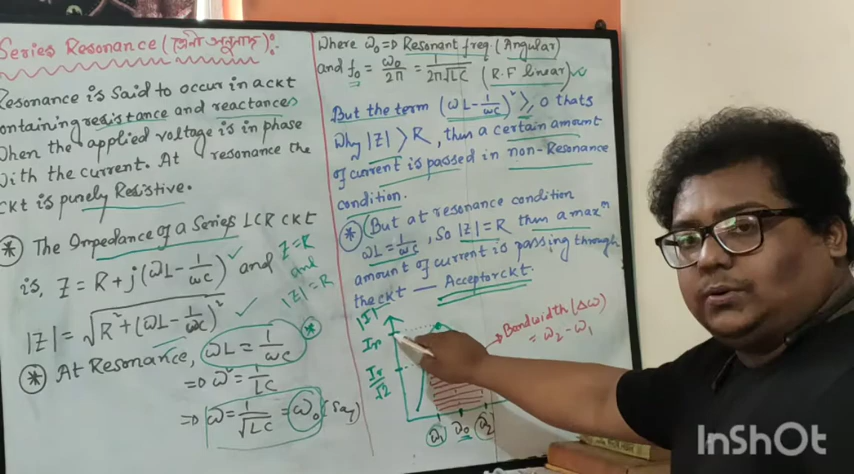 Series Resonance (শ্রেণী অনুনাদ):
Resonance is said to occur in a ckt
containing resistance and reactances
When the applied voltage is in phase
With the current. At resonance the
ckt is purely Resistive.
* The Impedance of a Series LCR CKT
is, Z = R + j(ωL - 1/ωc) and Z = R
and
|Z| = R
|Z| = √R² + (ωL - 1/ωc)²
* At Resonance, ωL = 1/ωc *
⇒ ω² = 1/LC
⇒ ω = 1/√LC = ω₀ (say)
Where ω₀ ⇒ Resonant freq. (Angular)
and f₀ = ω₀/2π = 1/2π√LC (R.F linear)
But the term (ωL - 1/ωc)² ≥ 0 thats
Why |Z| > R, then a certain amount
of current is passed in non-Resonance
condition.
* (But at resonance condition
ωL = 1/ωc, So |Z| = R then a maxᵐ
amount of current is passing through
the ckt — Acceptor ckt.
|I|
Ir
Ir/√2
Bandwidth (Δω)
= ω₂ - ω₁
ω₁ ω₀ ω₂
InShOt